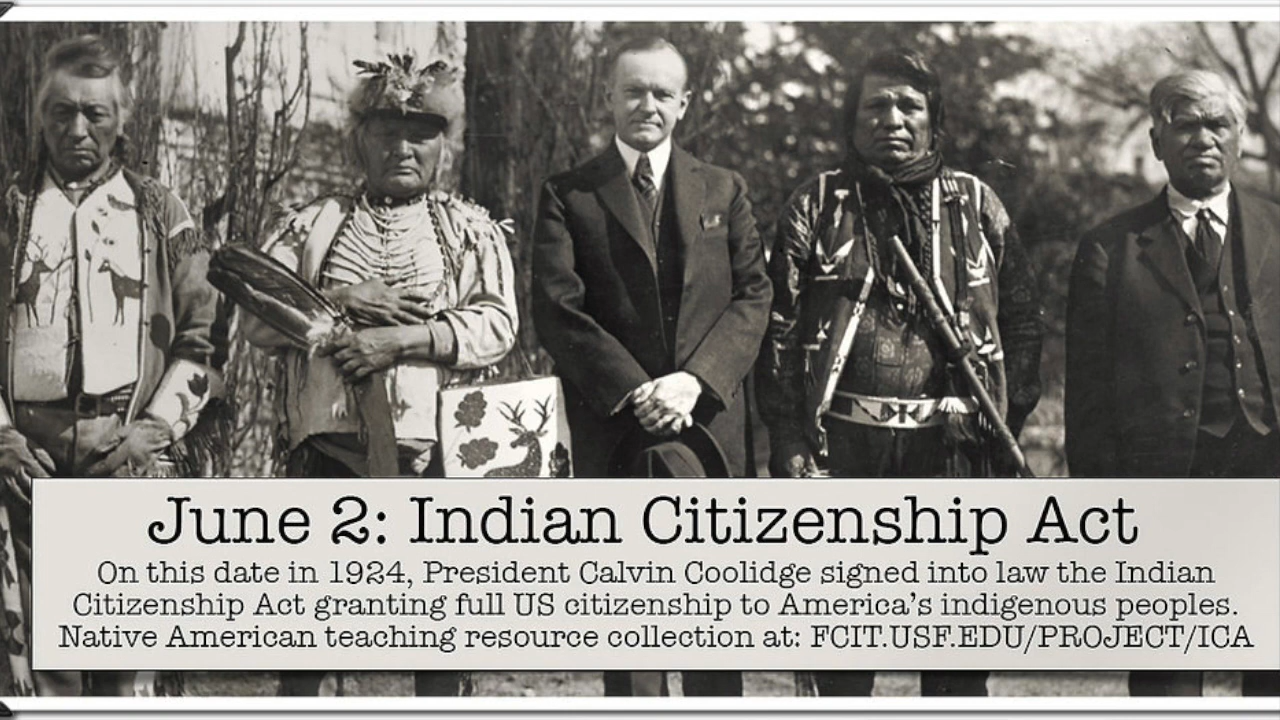 June 2: Indian Citizenship Act
On this date in 1924, President Calvin Coolidge signed into law the Indian
Citizenship Act granting full US citizenship to America's indigenous peoples.
Native American teaching resource collection at: FCIT.USF.EDU/PROJECT/ICA